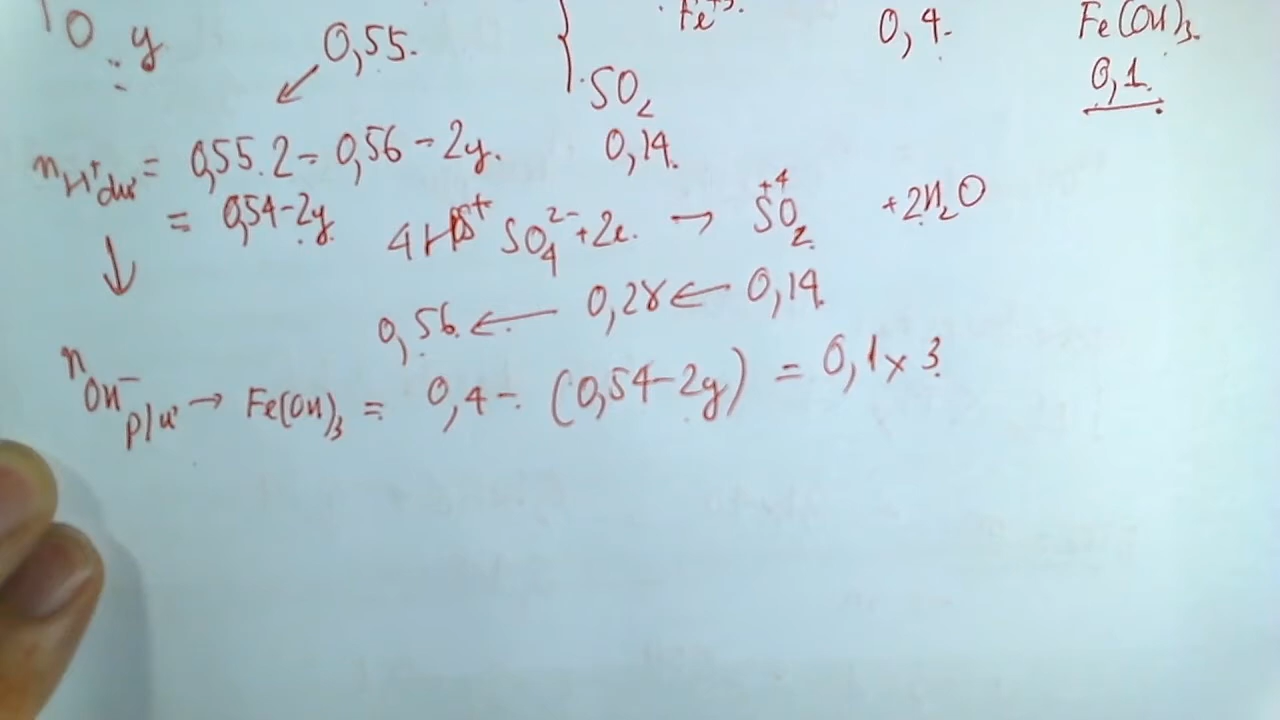 O y 0,55. Fe+3. 0,4. Fe(OH)3.
SO2 0,1.
nH+ dư = 0,55.2 - 0,56 - 2y. 0,14.
= 0,54-2y 4H+ SO4 2- +2e. → +4 SO2 +2H2O
0,56 ← 0,28 ← 0,14.
nOH- p/ư → Fe(OH)3 = 0,4 - (0,54-2y) = 0,1 x 3